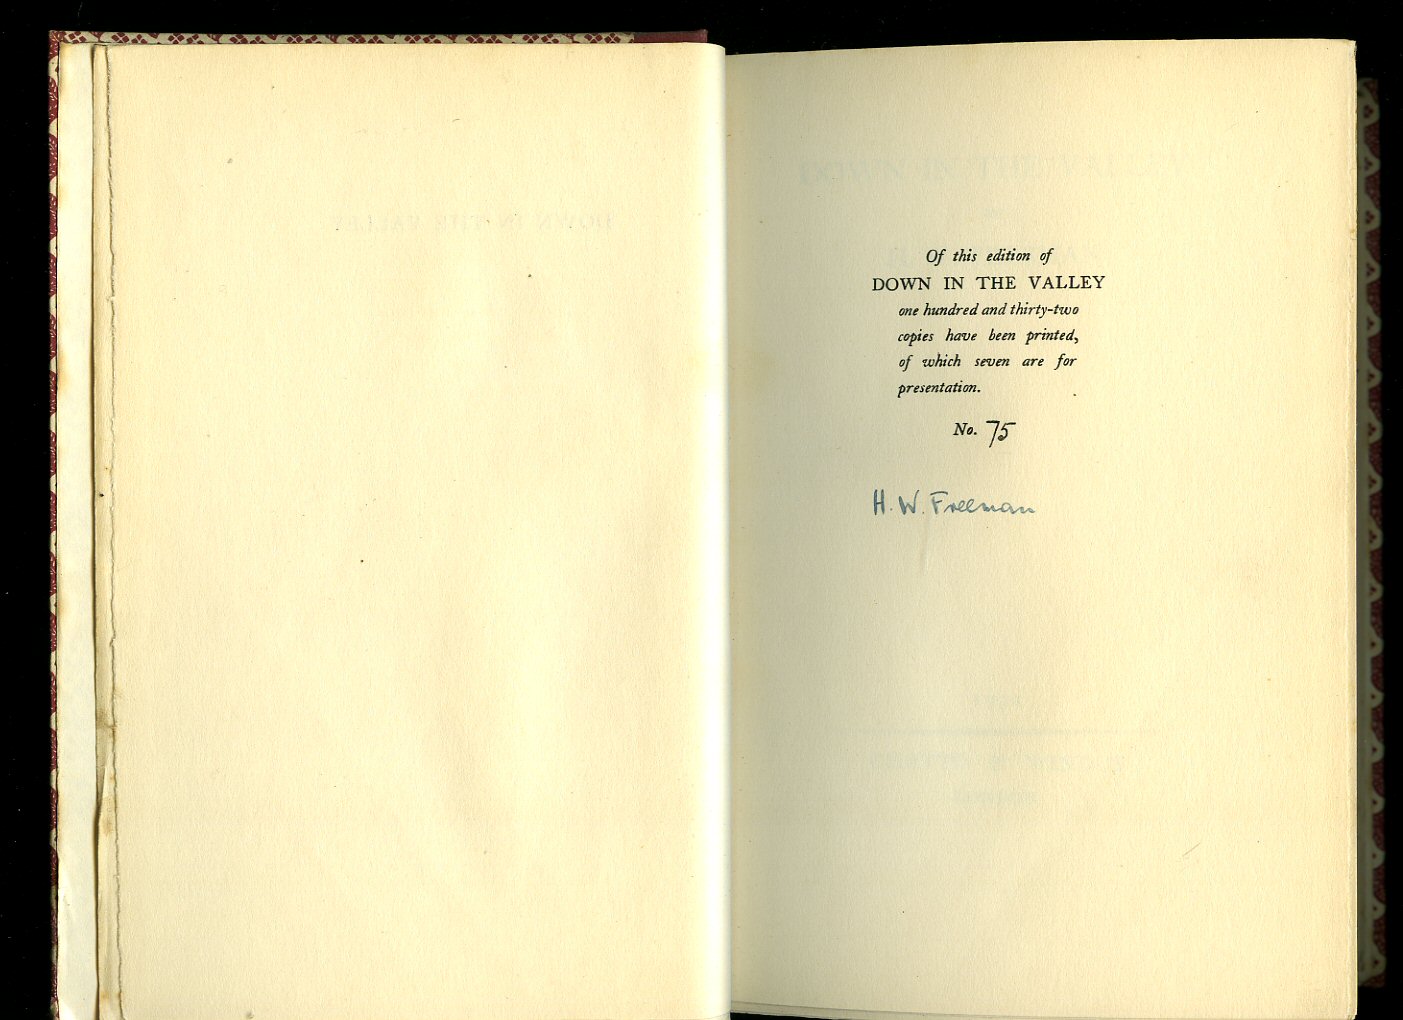 Of this edition of
DOWN IN THE VALLEY
one hundred and thirty-two
copies have been printed,
of which seven are for
presentation.
No. 75
H. W. Freeman